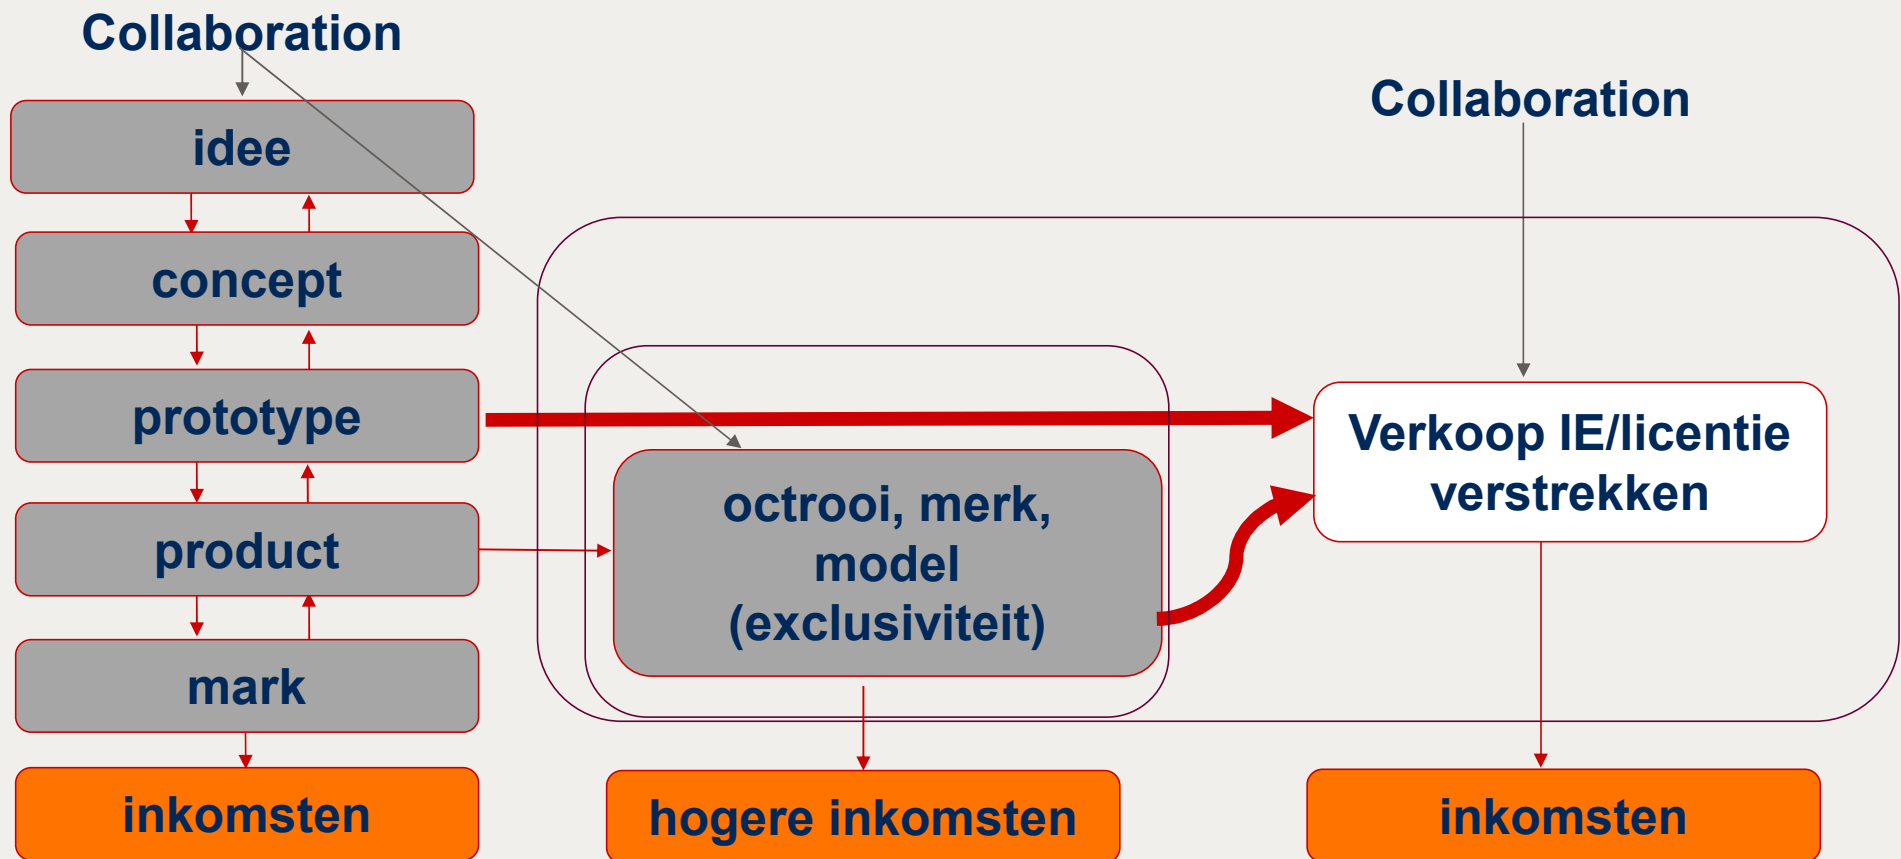 Collaboration
idee
concept
prototype
product
mark
inkomsten
octrooi, merk,
model
(exclusiviteit)
hogere inkomsten
Collaboration
Verkoop IE/licentie
verstrekken
inkomsten